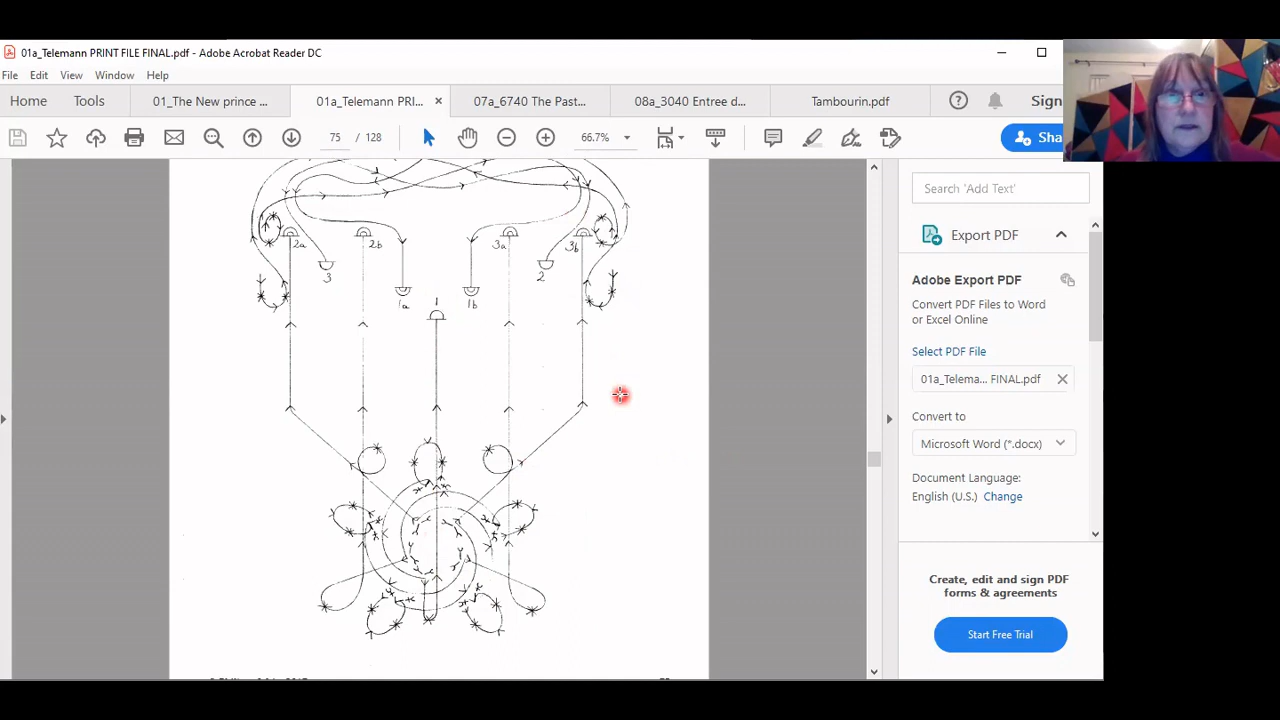 01a_Telemann PRINT FILE FINAL.pdf - Adobe Acrobat Reader DC
File Edit View Window Help
Home Tools 01_The New prince ... 01a_Telemann PRI... 07a_6740 The Past... 08a_3040 Entree d... Tambourin.pdf Sign
75 / 128 66.7% Sha
Search 'Add Text'
Export PDF
Adobe Export PDF
Convert PDF Files to Word
or Excel Online
Select PDF File
01a_Telema... FINAL.pdf
Convert to
Microsoft Word (*.docx)
Document Language:
English (U.S.) Change
Create, edit and sign PDF
forms & agreements
Start Free Trial
2a 2b 3a 3b
3 2
1a 1 1b